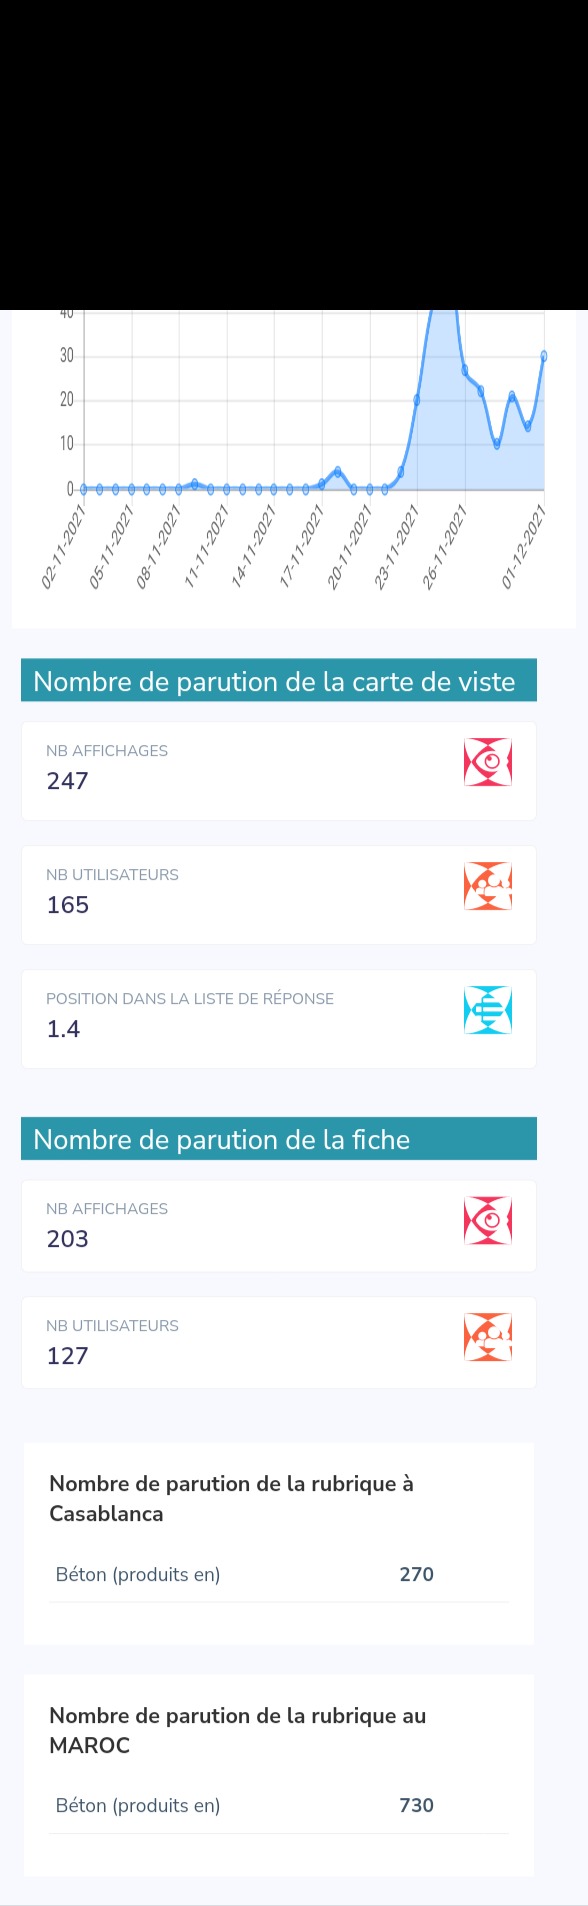 40
30
20
10
0
02-11-2021
05-11-2021
08-11-2021
11-11-2021
14-11-2021
17-11-2021
20-11-2021
23-11-2021
26-11-2021
01-12-2021
Nombre de parution de la carte de viste
NB AFFICHAGES
247
NB UTILISATEURS
165
POSITION DANS LA LISTE DE RÉPONSE
1.4
Nombre de parution de la fiche
NB AFFICHAGES
203
NB UTILISATEURS
127
Nombre de parution de la rubrique à
Casablanca
Béton (produits en) 270
Nombre de parution de la rubrique au
MAROC
Béton (produits en) 730